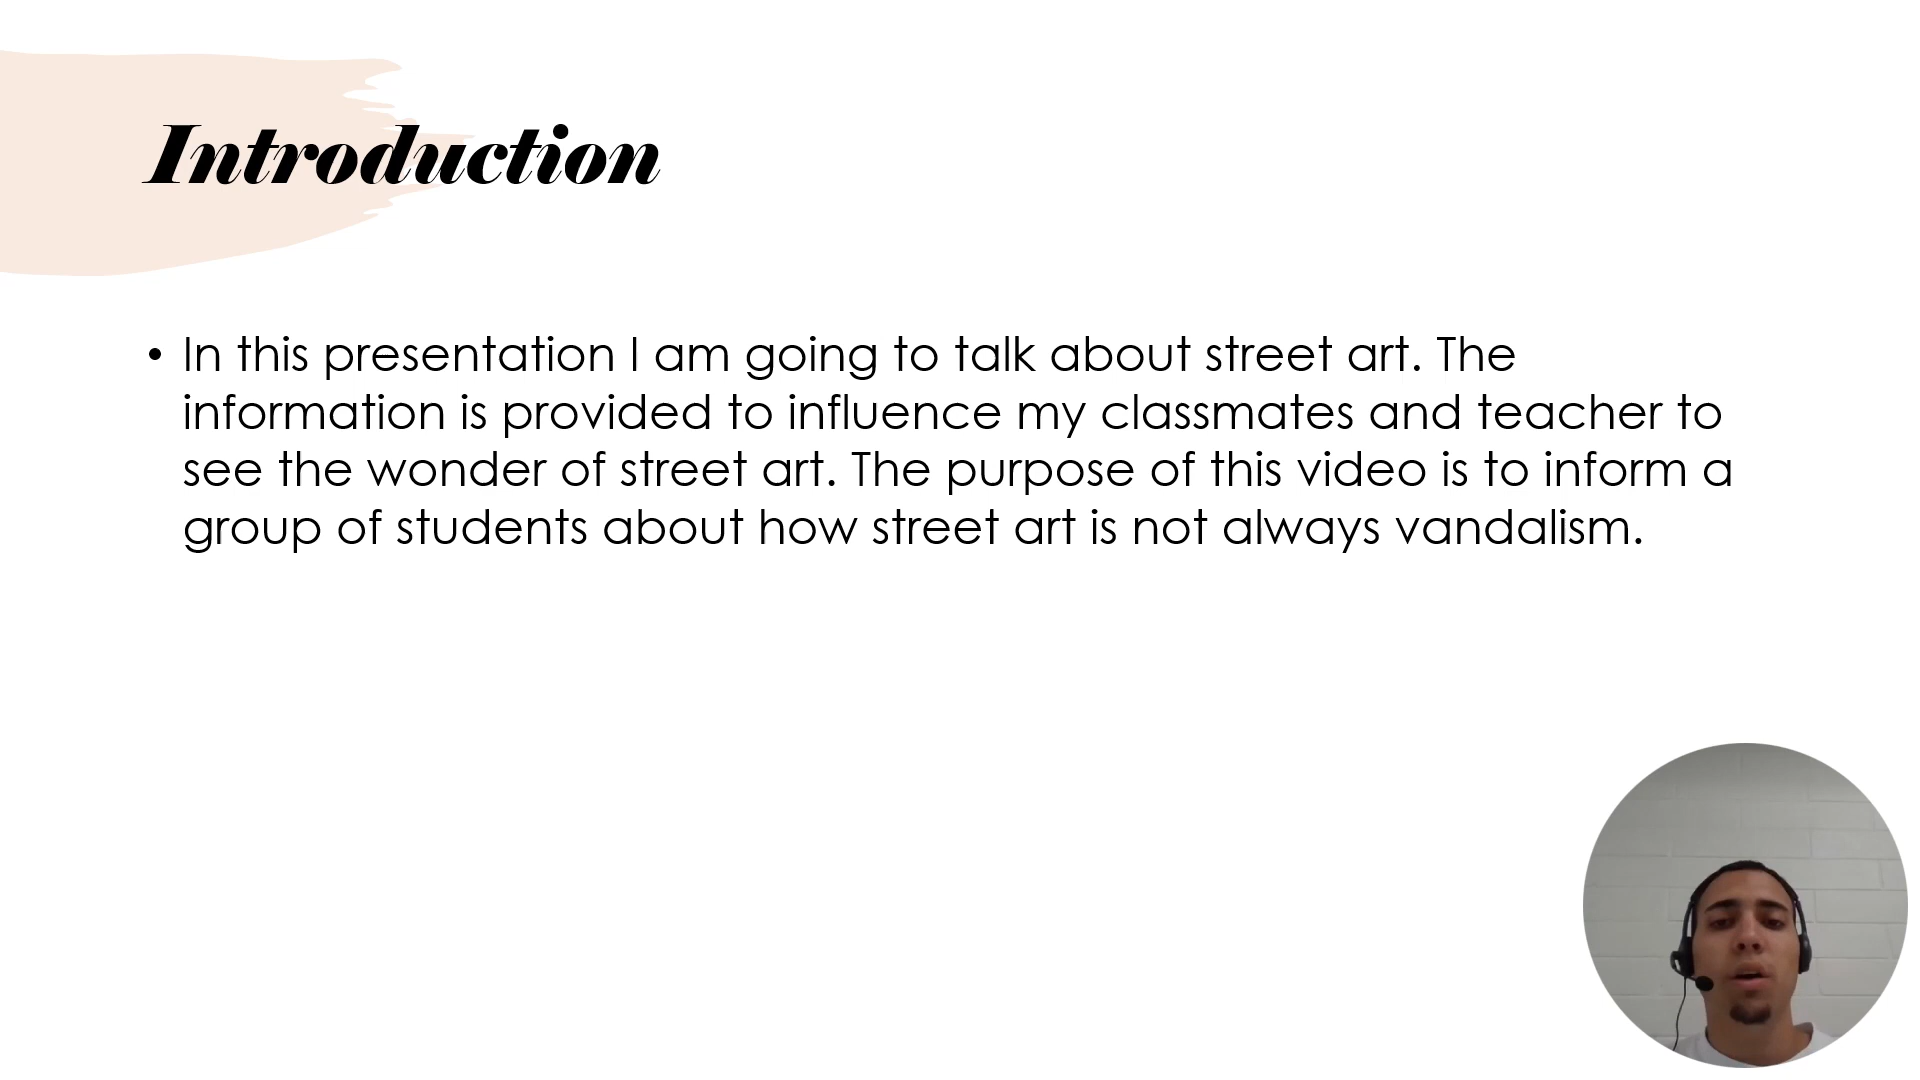 Introduction
• In this presentation I am going to talk about street art. The
information is provided to influence my classmates and teacher to
see the wonder of street art. The purpose of this video is to inform a
group of students about how street art is not always vandalism.